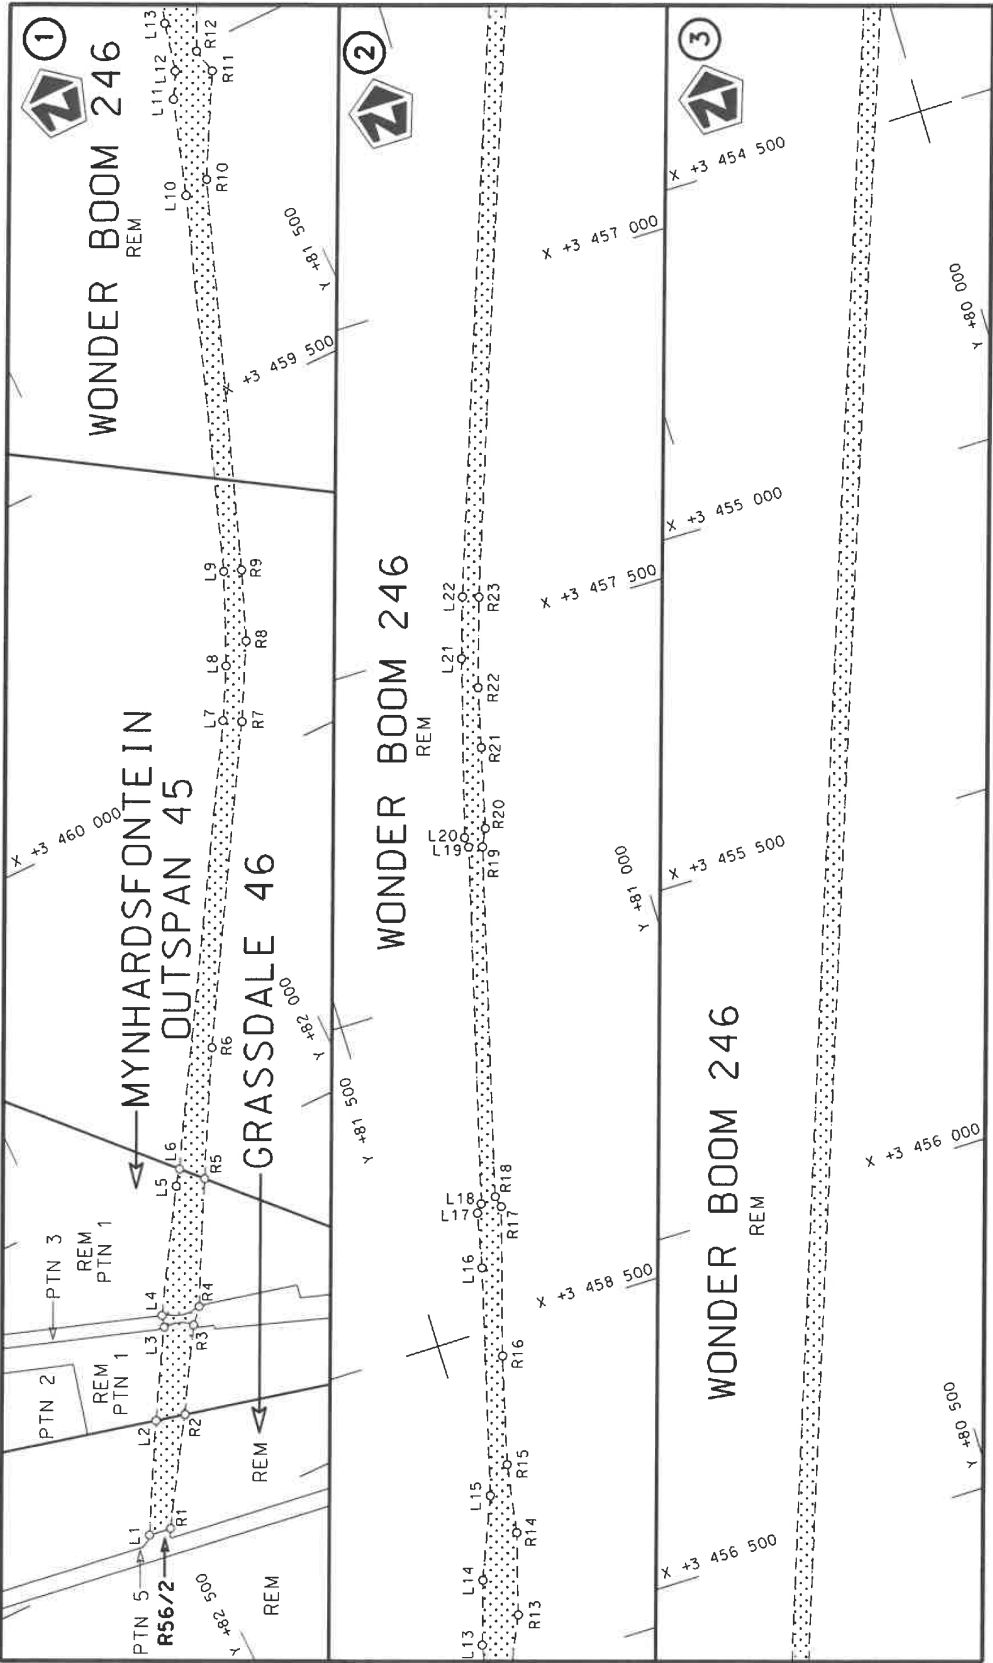 1
WONDER BOOM 246
REM
MYNHARDSFONTEIN
OUTSPAN 45
GRASSDALE 46
PTN 3
REM
PTN 1
PTN 2
REM
PTN 1
REM
REM
PTN 5
R56/2
L1
L2
L3
L4
L5
L6
L7
L8
L9
L10
L11
L12
L13
R1
R2
R3
R4
R5
R6
R7
R8
R9
R10
R11
R12
Y +82 500
X +3 460 000
Y +82 000
X +3 459 500
Y +81 500
2
WONDER BOOM 246
REM
L13
L14
L15
L16
L17
L18
L19
L20
L21
L22
R13
R14
R15
R16
R17
R18
R19
R20
R21
R22
R23
Y +81 500
X +3 458 500
Y +81 000
X +3 457 500
X +3 457 000
3
WONDER BOOM 246
REM
X +3 456 500
Y +80 500
X +3 456 000
X +3 455 500
X +3 455 000
Y +80 000
X +3 454 500